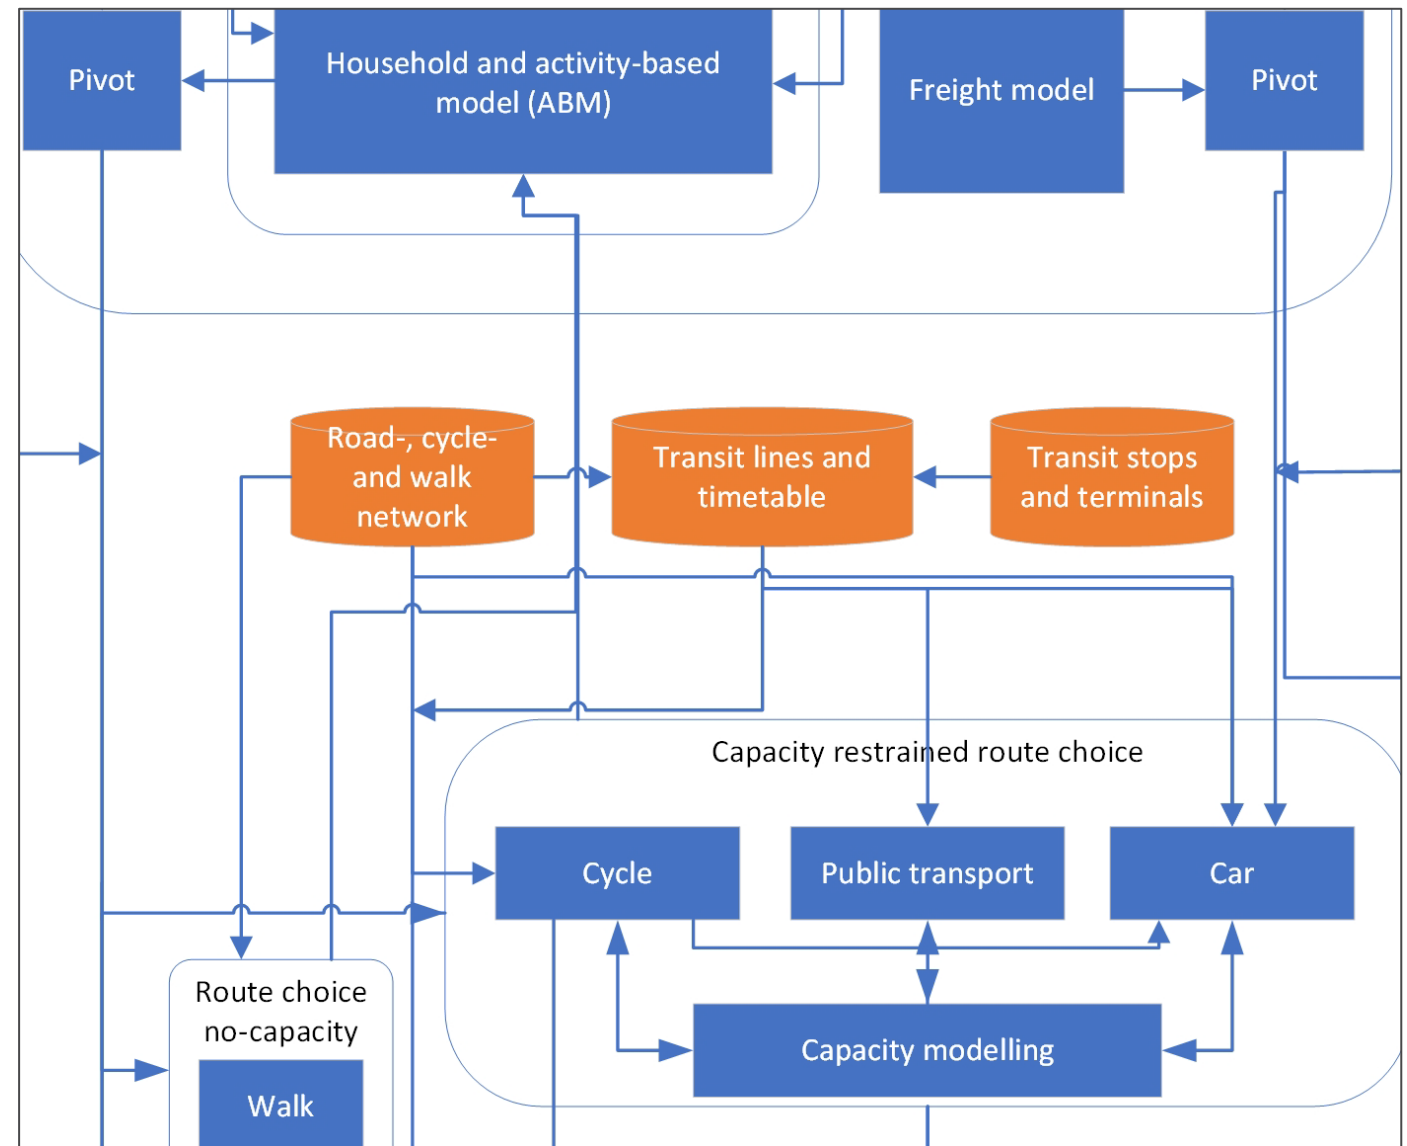 Pivot
Household and activity-based
model (ABM)
Freight model
Pivot
Road-, cycle-
and walk
network
Transit lines and
timetable
Transit stops
and terminals
Capacity restrained route choice
Cycle
Public transport
Car
Route choice
no-capacity
Capacity modelling
Walk